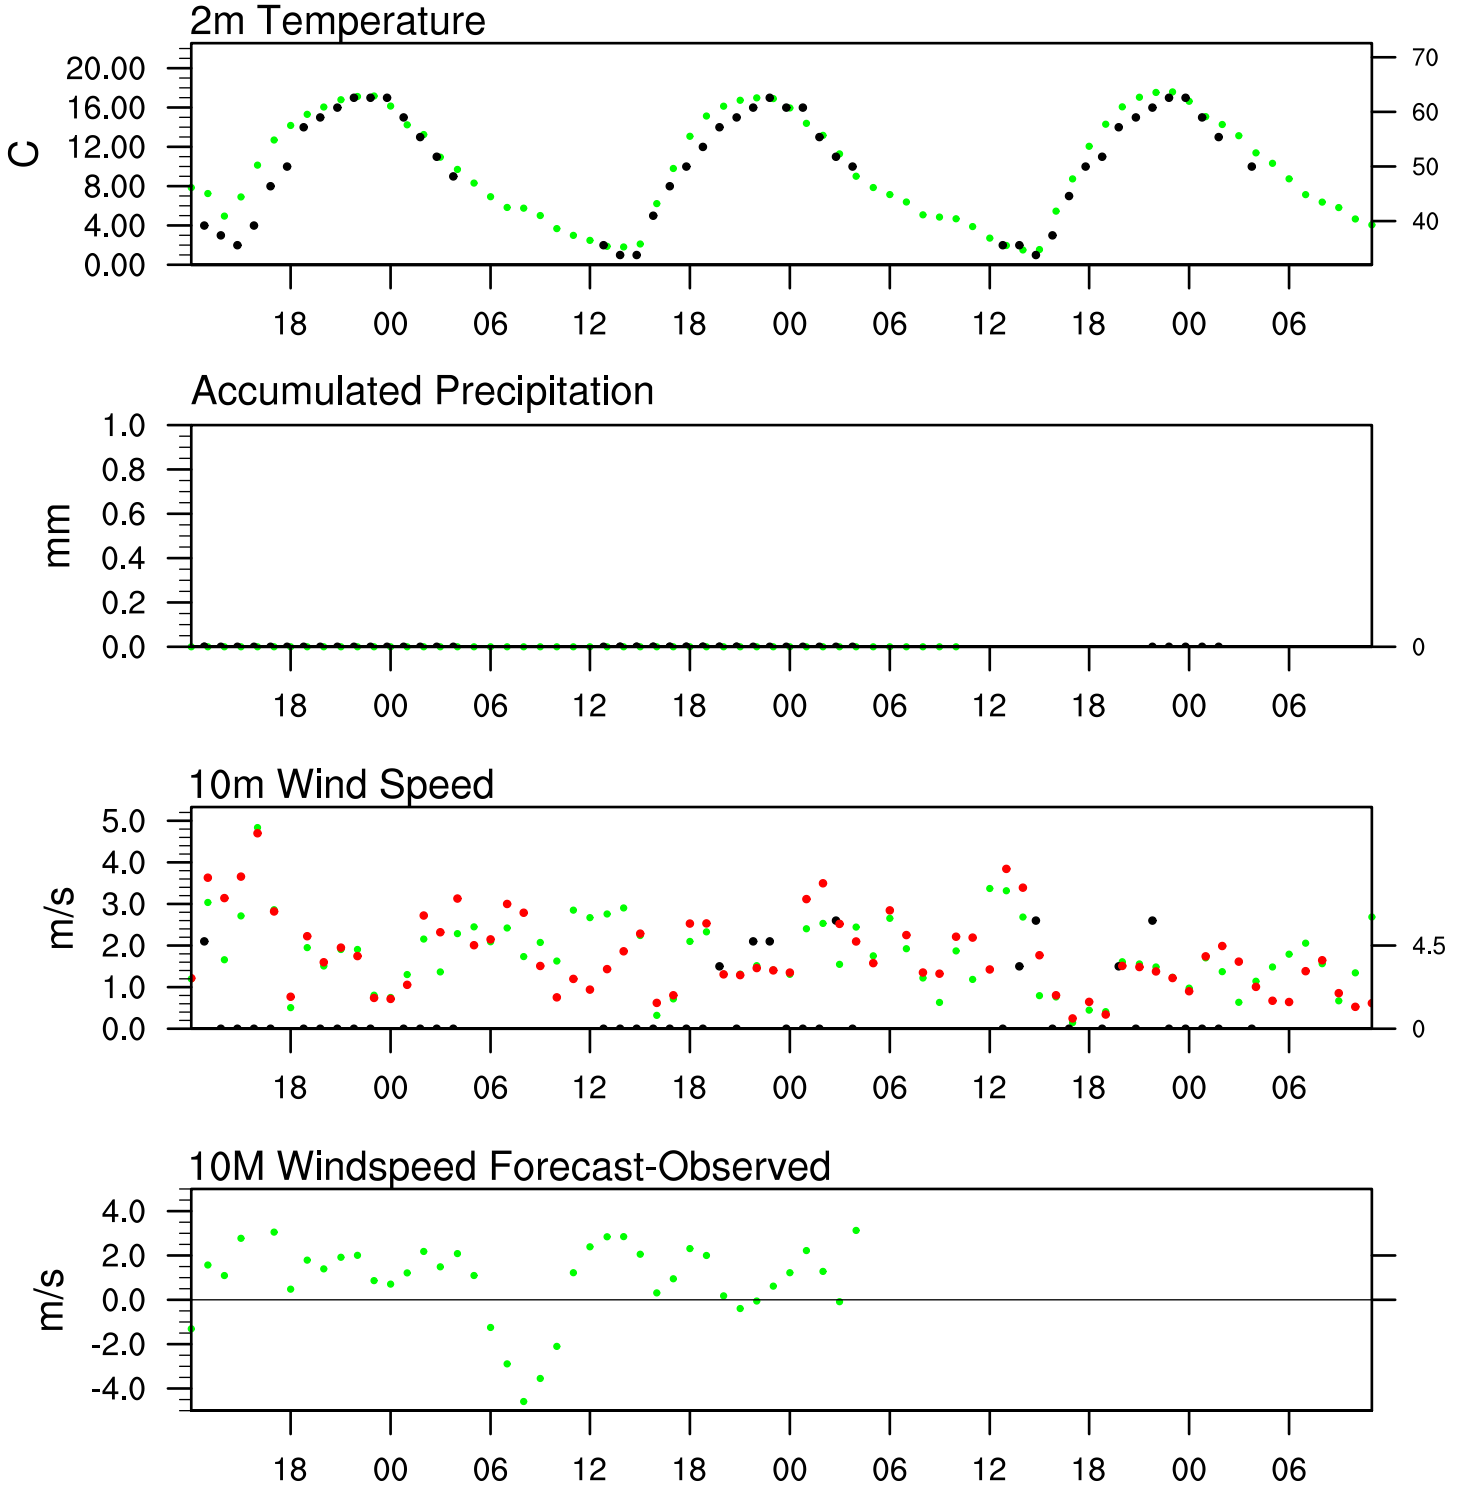 2m Temperature
20.00
16.00
12.00
8.00
4.00
0.00
C
70
60
50
40
18 00 06 12 18 00 06 12 18 00 06
Accumulated Precipitation
1.0
0.8
0.6
0.4
0.2
0.0
mm
0
18 00 06 12 18 00 06 12 18 00 06
10m Wind Speed
5.0
4.0
3.0
2.0
1.0
0.0
m/s
4.5
0
18 00 06 12 18 00 06 12 18 00 06
10M Windspeed Forecast-Observed
4.0
2.0
0.0
-2.0
-4.0
m/s
18 00 06 12 18 00 06 12 18 00 06